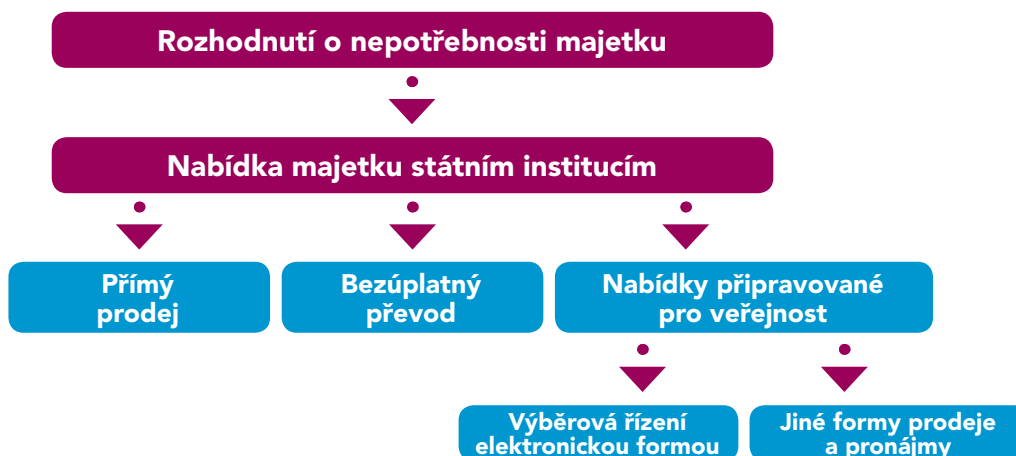 Rozhodnutí o nepotřebnosti majetku
Nabídka majetku státním institucím
Přímý
prodej
Bezúplatný
převod
Nabídky připravované
pro veřejnost
Výběrová řízení
elektronickou formou
Jiné formy prodeje
a pronájmy